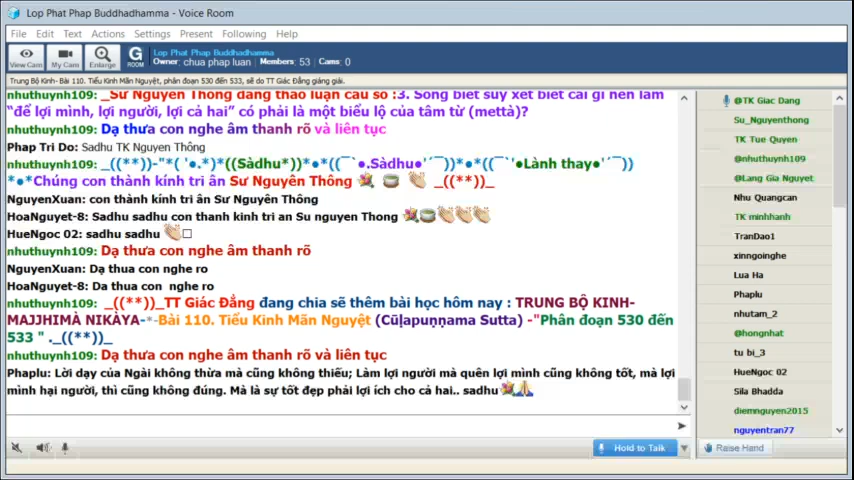 Lop Phat Phap Buddhadhamma - Voice Room
File Edit Text Actions Settings Present Following Help
View Cam My Cam Enlarge G ROOM Lop Phat Phap Buddhadhamma
Owner: chua phap luan | Members: 53 | Cams: 0
Trung Bộ Kinh- Bài 110. Tiểu Kinh Mãn Nguyệt, phân đoạn 530 đến 533, sẽ do TT Giác Đẳng giảng giải.
nhuthuynh109: _Sư Nguyên Thông đang thảo luận câu số :3. Sống biết suy xét biết cái gì nên làm
"để lợi mình, lợi người, lợi cả hai" có phải là một biểu lộ của tâm từ (mettà)?
nhuthuynh109: Dạ thưa con nghe âm thanh rõ và liên tục
Phap Tri Do: Sadhu TK Nguyên Thông
nhuthuynh109: _((**))-"*( '●.*)*((Sàdhu*))*●*((¯`●.Sàdhu●'´¯))*●*((¯`'●Lành thay●'´¯))
*●*Chúng con thành kính tri ân Sư Nguyên Thông _((**))_
NguyenXuan: con thành kính tri ân Sư Nguyên Thông
HoaNguyet-8: Sadhu sadhu con thanh kinh tri an Su nguyen Thong
HueNgoc 02: sadhu sadhu
nhuthuynh109: Dạ thưa con nghe âm thanh rõ
NguyenXuan: Dạ thua con nghe ro
HoaNguyet-8: Da thua con nghe ro
nhuthuynh109: _((**))_TT Giác Đẳng đang chia sẽ thêm bài học hôm nay : TRUNG BỘ KINH-
MAJJHIMÀ NIKÀYA-*-Bài 110. Tiểu Kinh Mãn Nguyệt (Cūḷapuṇṇama Sutta) -"Phân đoạn 530 đến
533 " ._((**))_
nhuthuynh109: Dạ thưa con nghe âm thanh rõ và liên tục
Phaplu: Lời dạy của Ngài không thừa mà cũng không thiếu; Làm lợi người mà quên lợi mình cũng không tốt, mà lợi
mình hại người, thì cũng không đúng. Mà là sự tốt đẹp phải lợi ích cho cả hai.. sadhu
Hold to Talk
@TK Giac Dang
Su_Nguyenthong
TK Tue Quyen
@nhuthuynh109
@Lang Gia Nguyet
Nhu Quangcan
TK minhhanh
TranDao1
xinngoinghe
Lua Ha
Phaplu
nhutam_2
@hongnhat
tu bi_3
HueNgoc 02
Sila Bhadda
diemnguyen2015
nguyentran77
Raise Hand